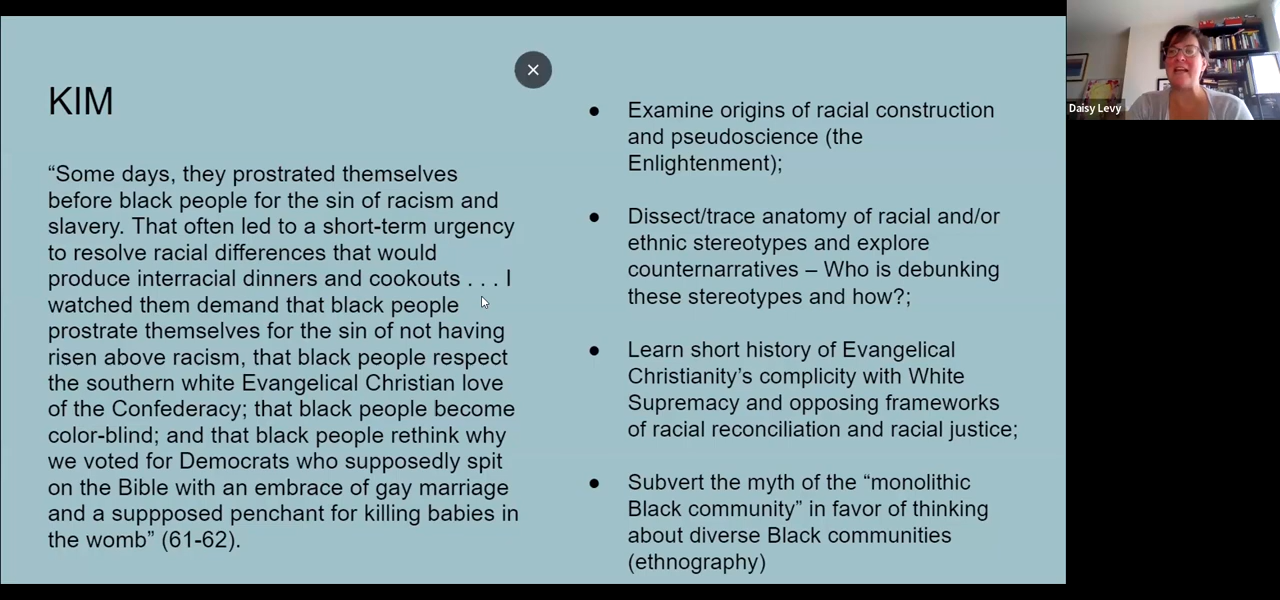 KIM
“Some days, they prostrated themselves
before black people for the sin of racism and
slavery. That often led to a short-term urgency
to resolve racial differences that would
produce interracial dinners and cookouts . . . I
watched them demand that black people
prostrate themselves for the sin of not having
risen above racism, that black people respect
the southern white Evangelical Christian love
of the Confederacy; that black people become
color-blind; and that black people rethink why
we voted for Democrats who supposedly spit
on the Bible with an embrace of gay marriage
and a suppposed penchant for killing babies in
the womb” (61-62).
● Examine origins of racial construction
and pseudoscience (the
Enlightenment);
● Dissect/trace anatomy of racial and/or
ethnic stereotypes and explore
counternarratives – Who is debunking
these stereotypes and how?;
● Learn short history of Evangelical
Christianity’s complicity with White
Supremacy and opposing frameworks
of racial reconciliation and racial justice;
● Subvert the myth of the “monolithic
Black community” in favor of thinking
about diverse Black communities
(ethnography)
Daisy Levy